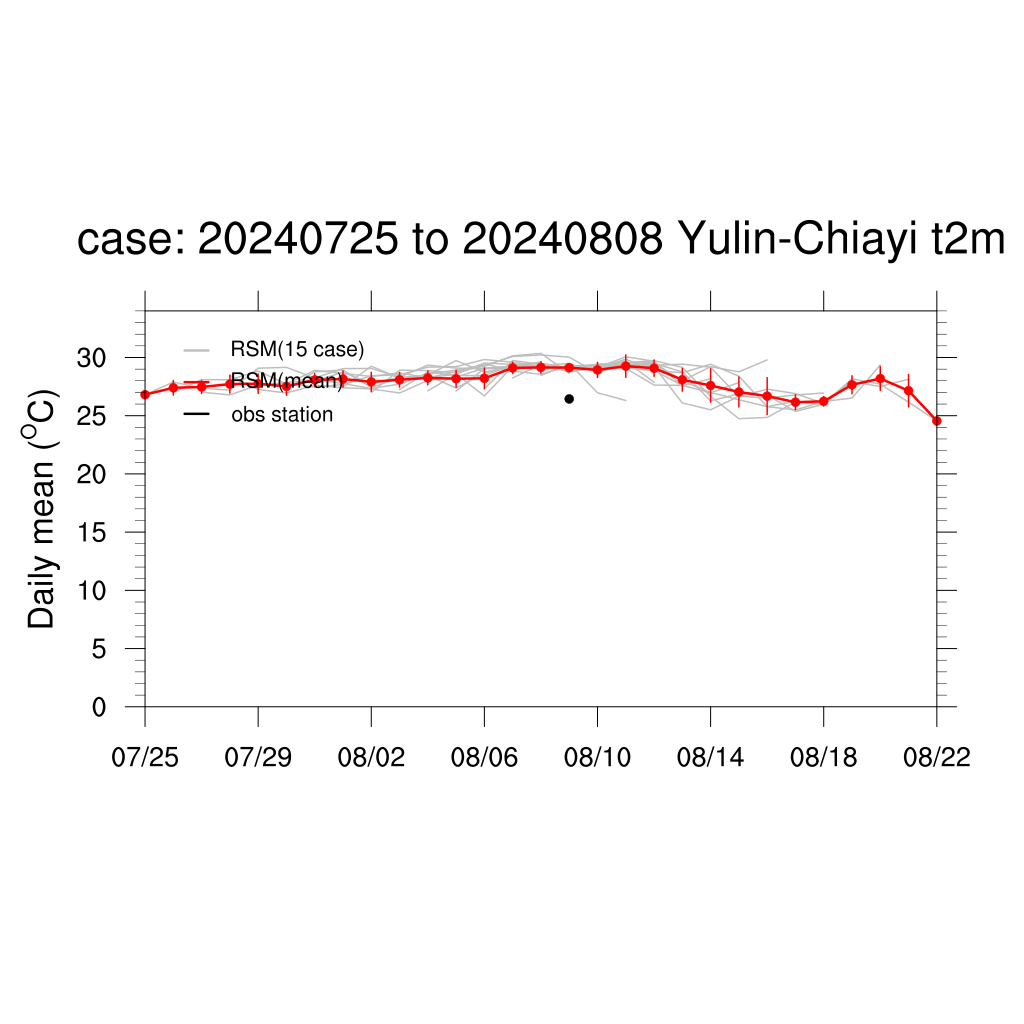 case: 20240725 to 20240808 Yulin-Chiayi t2m
Daily mean (°C)
30
25
20
15
10
5
0
RSM(15 case)
RSM(mean)
obs station
07/25 07/29 08/02 08/06 08/10 08/14 08/18 08/22